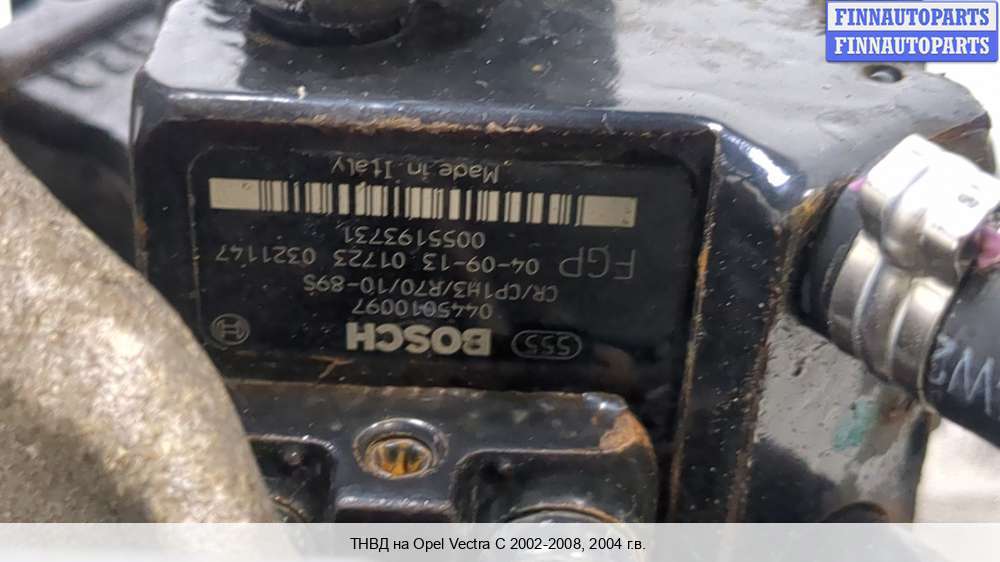 FINNAUTOPARTS
FINNAUTOPARTS
555 BOSCH
0445010097
CR/CP1H3/R70/10-89S
FGP 04-09-13 01723 0321147
0055193731
Made in Italy
W2
ТНВД на Opel Vectra C 2002-2008, 2004 г.в.